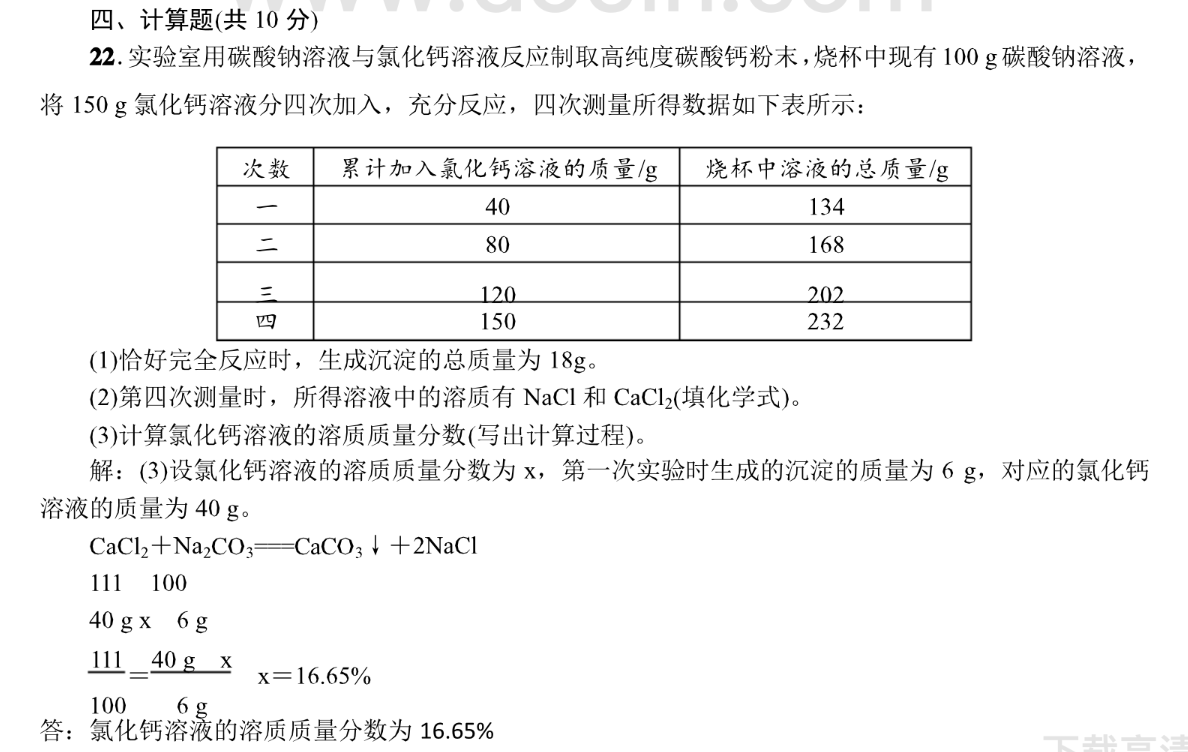 四、计算题(共 10 分)
22.实验室用碳酸钠溶液与氯化钙溶液反应制取高纯度碳酸钙粉末,烧杯中现有 100 g 碳酸钠溶液，
将 150 g 氯化钙溶液分四次加入，充分反应，四次测量所得数据如下表所示：
次数 累计加入氯化钙溶液的质量/g 烧杯中溶液的总质量/g
一 40 134
二 80 168
三 120 202
四 150 232
(1)恰好完全反应时，生成沉淀的总质量为 18g。
(2)第四次测量时，所得溶液中的溶质有 NaCl 和 CaCl₂(填化学式)。
(3)计算氯化钙溶液的溶质质量分数(写出计算过程)。
解：(3)设氯化钙溶液的溶质质量分数为 x，第一次实验时生成的沉淀的质量为 6 g，对应的氯化钙
溶液的质量为 40 g。
CaCl₂＋Na₂CO₃══CaCO₃↓＋2NaCl
111 100
40 g x 6 g
111 = 40 g x x＝16.65%
100 6 g
答：氯化钙溶液的溶质质量分数为 16.65%
下载高清